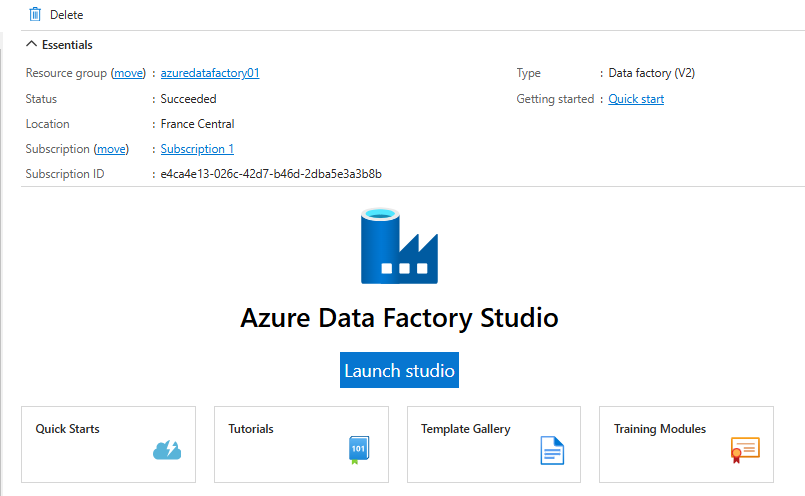 Delete
Essentials
Resource group (move) : azuredatafactory01
Type : Data factory (V2)
Status : Succeeded
Getting started : Quick start
Location : France Central
Subscription (move) : Subscription 1
Subscription ID : e4ca4e13-026c-42d7-b46d-2dba5e3a3b8b
Azure Data Factory Studio
Launch studio
Quick Starts
Tutorials
101
Template Gallery
Training Modules